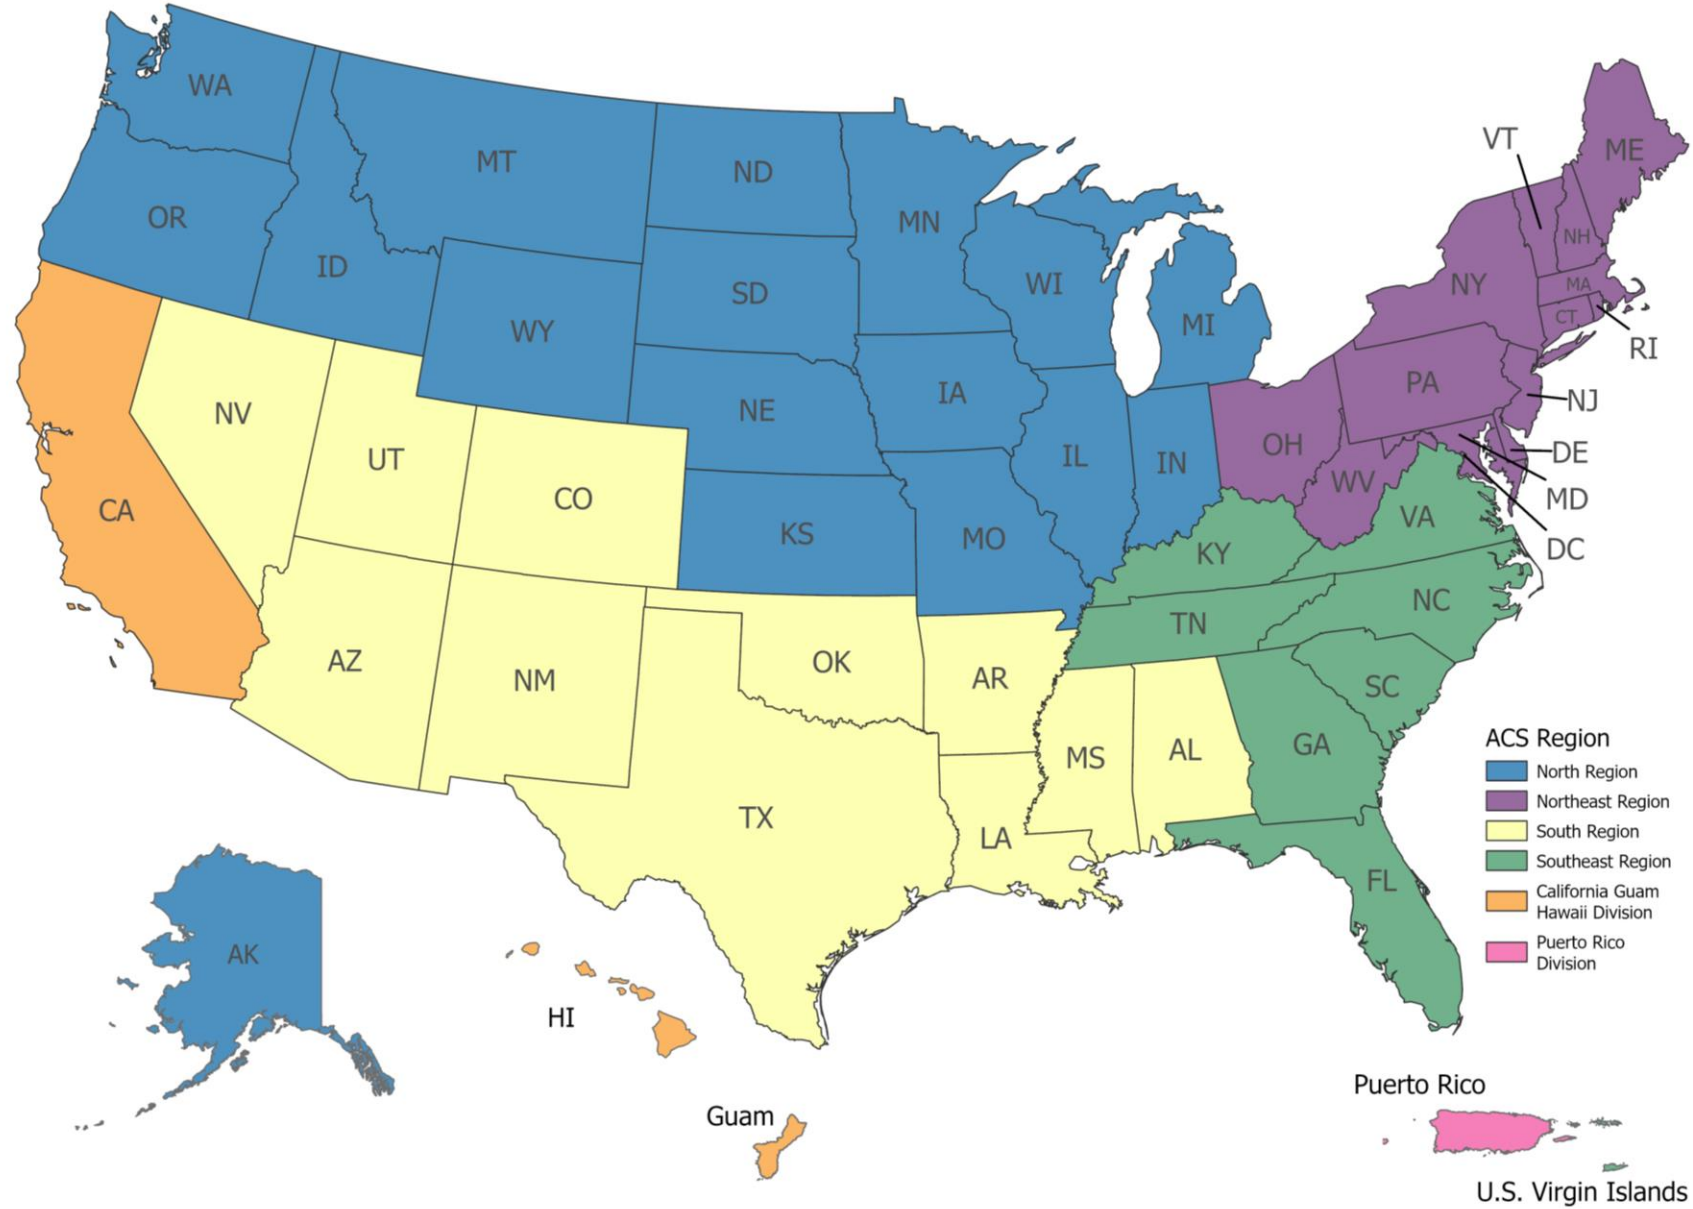 WA
MT
ND
MN
VT
ME
OR
ID
SD
WI
MI
NH
NY
MA
CT
RI
WY
NE
IA
PA
NJ
NV
UT
CO
KS
MO
IL
IN
OH
WV
DE
MD
DC
CA
KY
VA
AZ
NM
OK
AR
TN
NC
SC
TX
LA
MS
AL
GA
FL
ACS Region
North Region
Northeast Region
South Region
Southeast Region
California Guam
Hawaii Division
Puerto Rico
Division
AK
HI
Guam
Puerto Rico
U.S. Virgin Islands